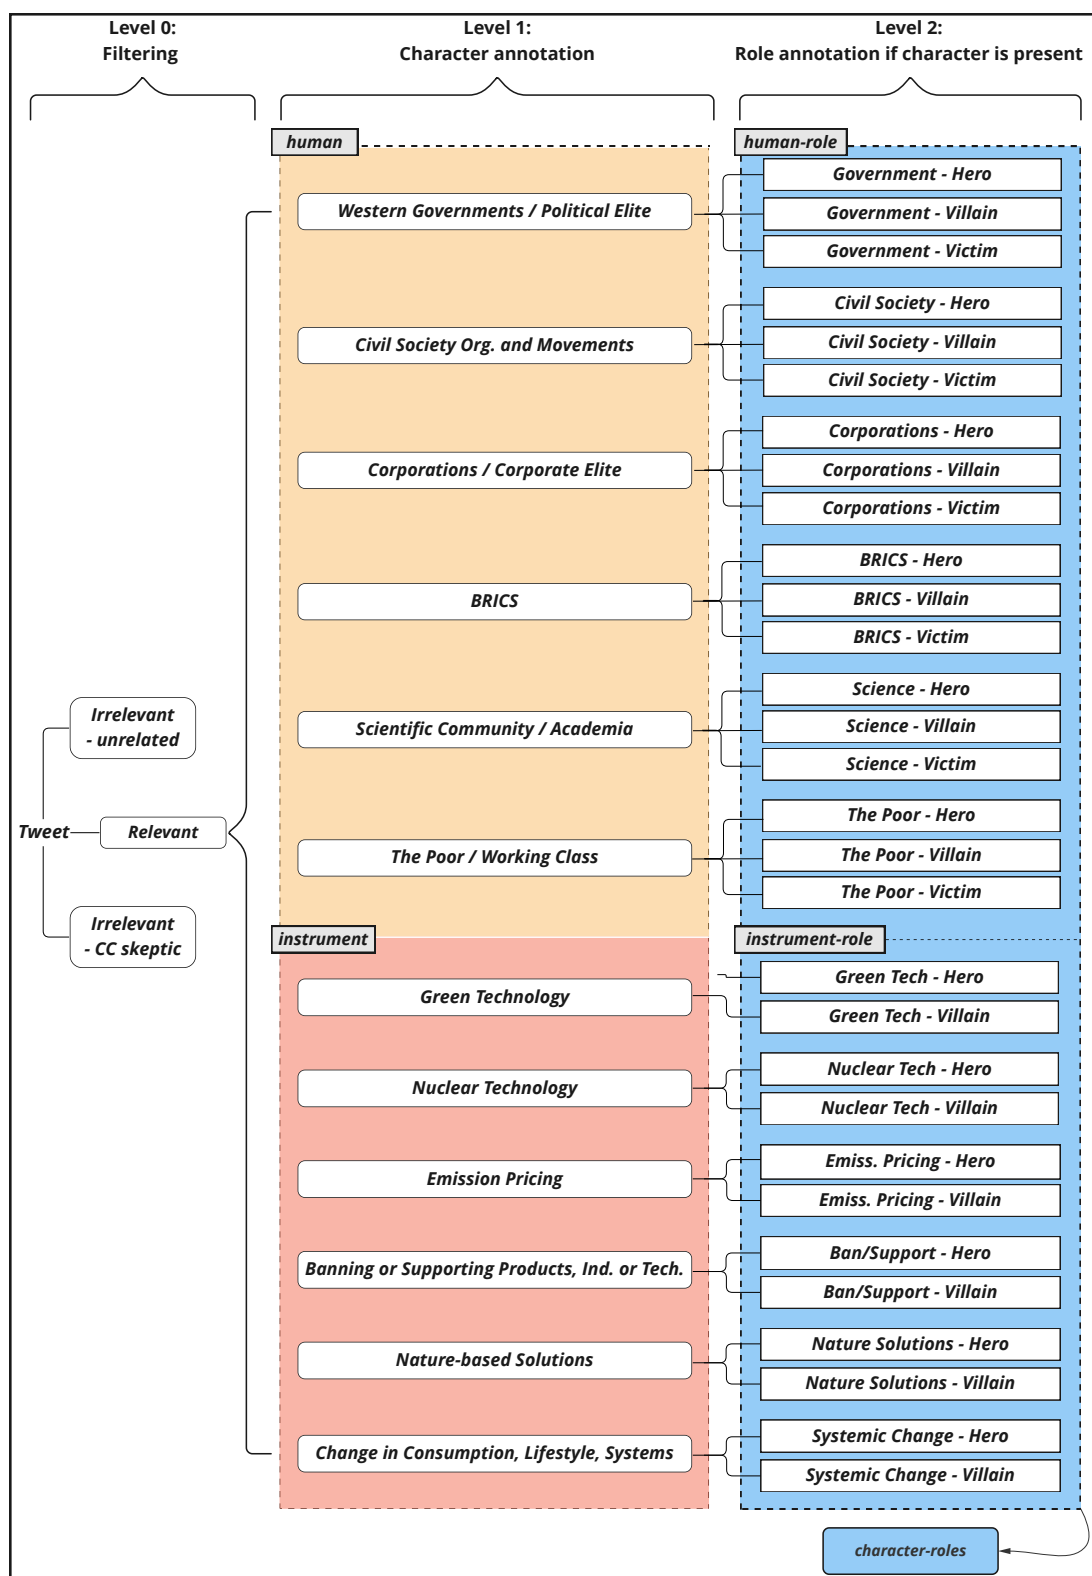 Level 0:
Filtering
Level 1:
Character annotation
Level 2:
Role annotation if character is present
human
human-role
Western Governments / Political Elite
Government - Hero
Government - Villain
Government - Victim
Civil Society Org. and Movements
Civil Society - Hero
Civil Society - Villain
Civil Society - Victim
Corporations / Corporate Elite
Corporations - Hero
Corporations - Villain
Corporations - Victim
BRICS
BRICS - Hero
BRICS - Villain
BRICS - Victim
Scientific Community / Academia
Science - Hero
Science - Villain
Science - Victim
Irrelevant
- unrelated
Tweet
Relevant
Irrelevant
- CC skeptic
The Poor / Working Class
The Poor - Hero
The Poor - Villain
The Poor - Victim
instrument
instrument-role
Green Technology
Green Tech - Hero
Green Tech - Villain
Nuclear Technology
Nuclear Tech - Hero
Nuclear Tech - Villain
Emission Pricing
Emiss. Pricing - Hero
Emiss. Pricing - Villain
Banning or Supporting Products, Ind. or Tech.
Ban/Support - Hero
Ban/Support - Villain
Nature-based Solutions
Nature Solutions - Hero
Nature Solutions - Villain
Change in Consumption, Lifestyle, Systems
Systemic Change - Hero
Systemic Change - Villain
character-roles